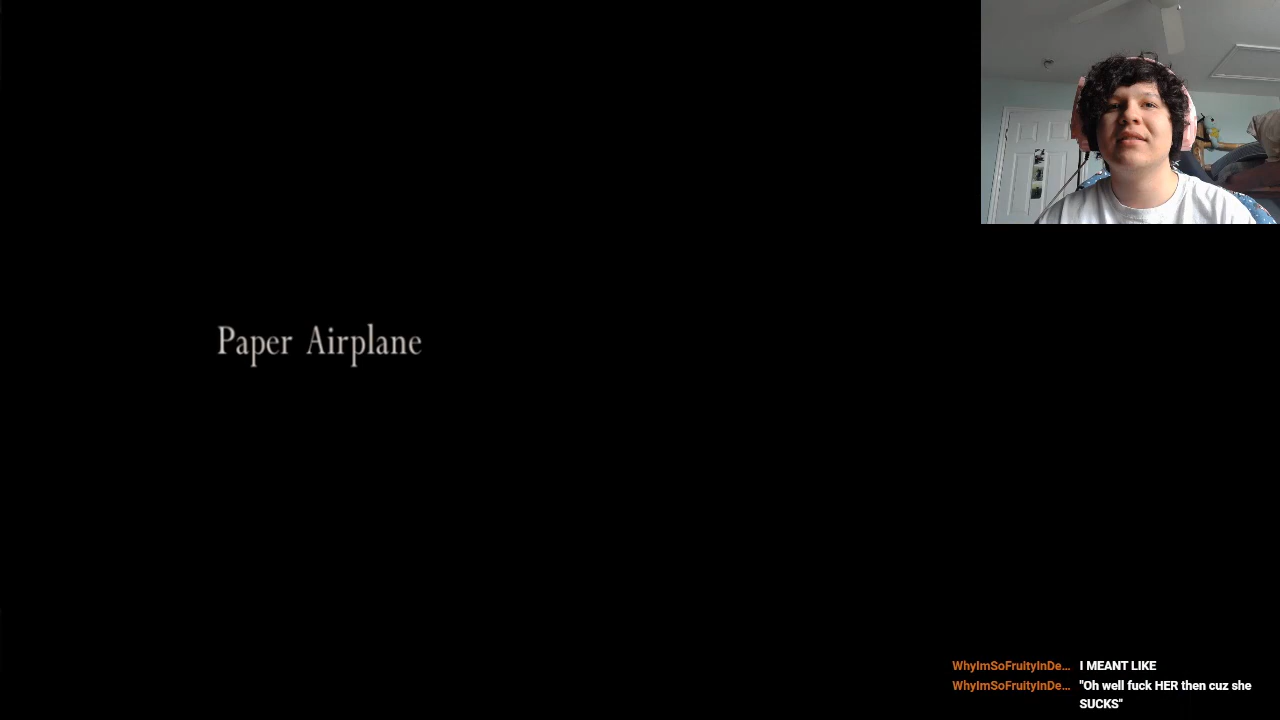 Paper Airplane
WhyImSoFruityInDe... I MEANT LIKE
WhyImSoFruityInDe... "Oh well fuck HER then cuz she
SUCKS"